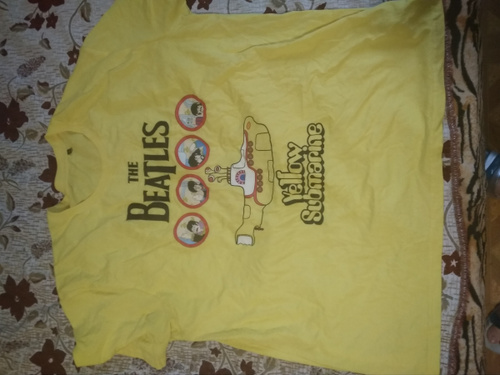 THE
BEATLES
YELLOW
SUBMARINE